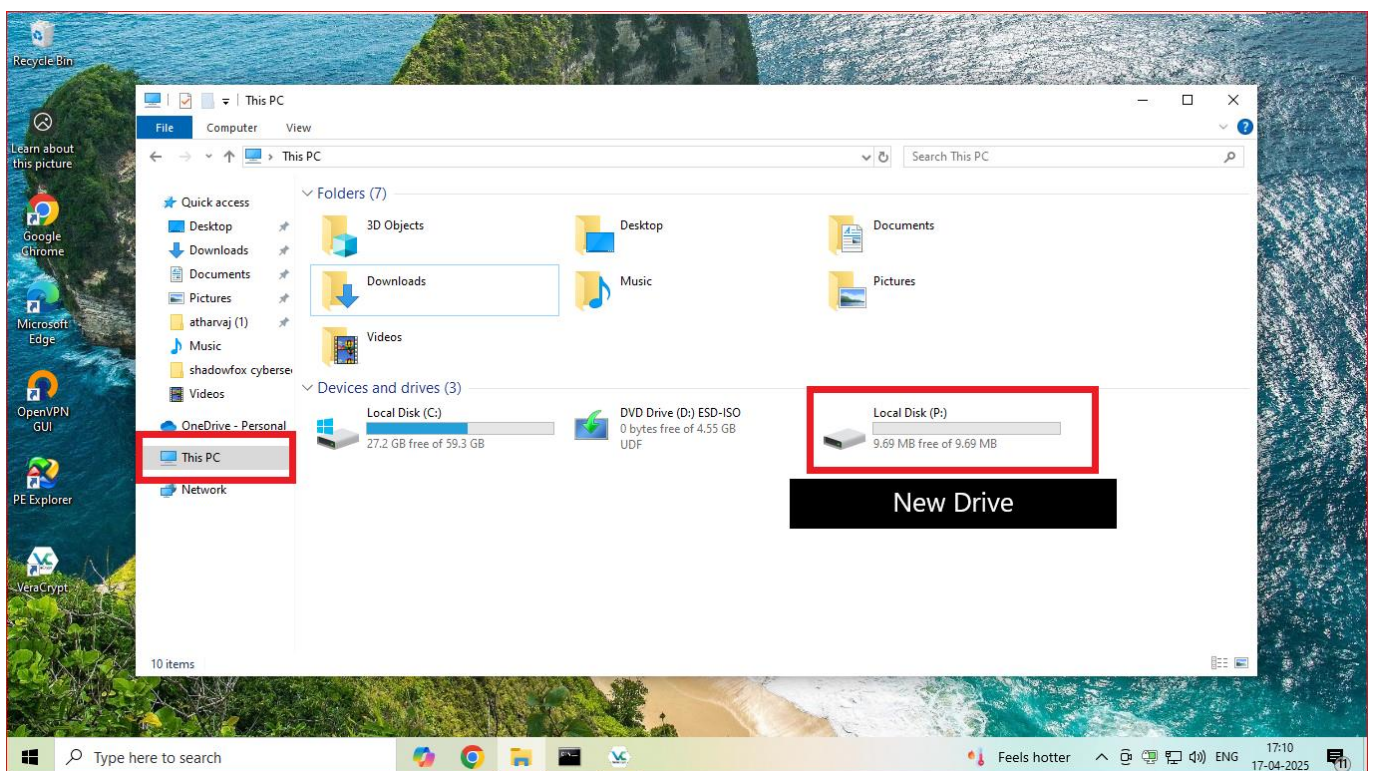 Recycle Bin
Learn about
this picture
Google
Chrome
Microsoft
Edge
OpenVPN
GUI
PE Explorer
VeraCrypt
This PC
File Computer View
This PC
Search This PC
Quick access
Desktop
Downloads
Documents
Pictures
atharvaj (1)
Music
shadowfox cyberse
Videos
OneDrive - Personal
This PC
Network
Folders (7)
3D Objects
Desktop
Documents
Downloads
Music
Pictures
Videos
Devices and drives (3)
Local Disk (C:)
27.2 GB free of 59.3 GB
DVD Drive (D:) ESD-ISO
0 bytes free of 4.55 GB
UDF
Local Disk (P:)
9.69 MB free of 9.69 MB
New Drive
10 items
Type here to search
Feels hotter
ENG
17:10
17-04-2025